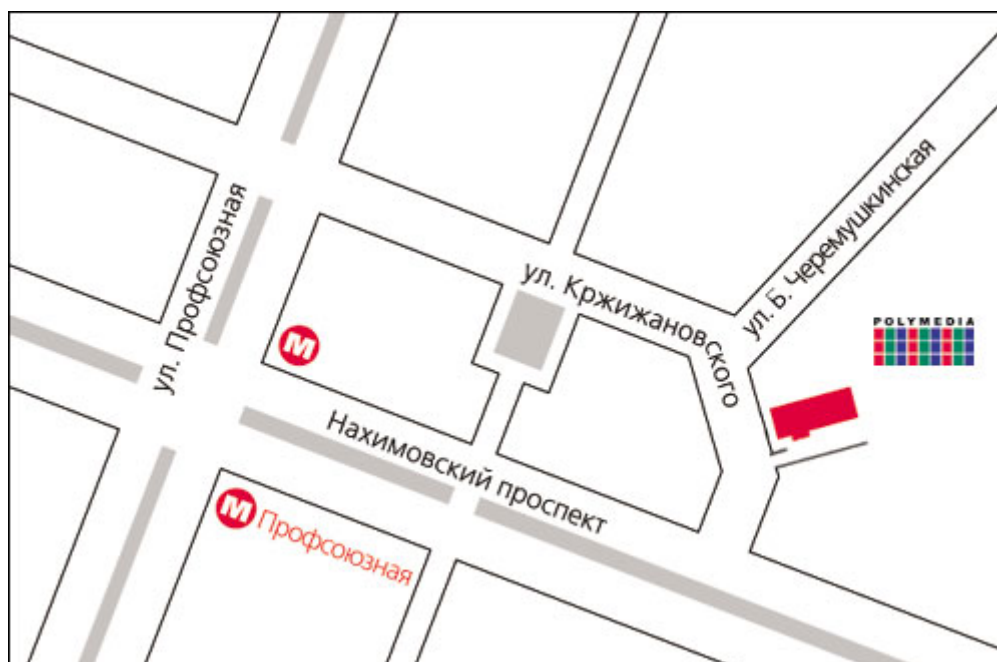 ул. Профсоюзная
ул. Кржижановского
ул. Б. Черемушкинская
POLYMEDIA
М
Нахимовский проспект
М Профсоюзная